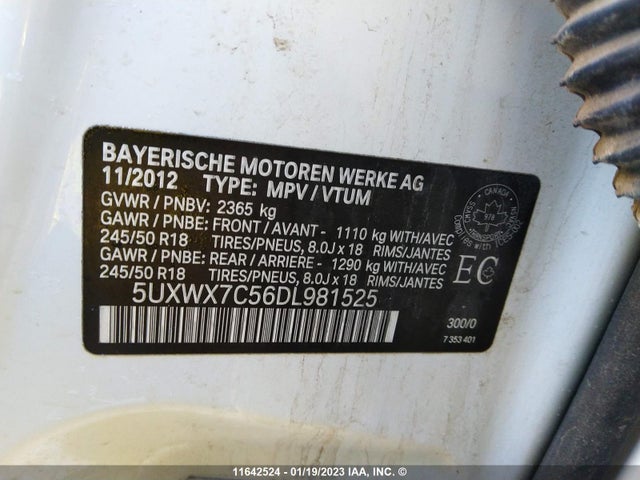 BAYERISCHE MOTOREN WERKE AG
11/2012 TYPE: MPV / VTUM
GVWR / PNBV: 2365 kg
GAWR / PNBE: FRONT / AVANT - 1110 kg WITH/AVEC
245/50 R18 TIRES/PNEUS, 8.0J x 18 RIMS/JANTES
GAWR / PNBE: REAR / ARRIERE - 1290 kg WITH/AVEC
245/50 R18 TIRES/PNEUS, 8.0J x 18 RIMS/JANTES
5UXWX7C56DL981525
CANADA
978
EC
300/0
7 353 401
11642524 - 01/19/2023 IAA, INC. ©